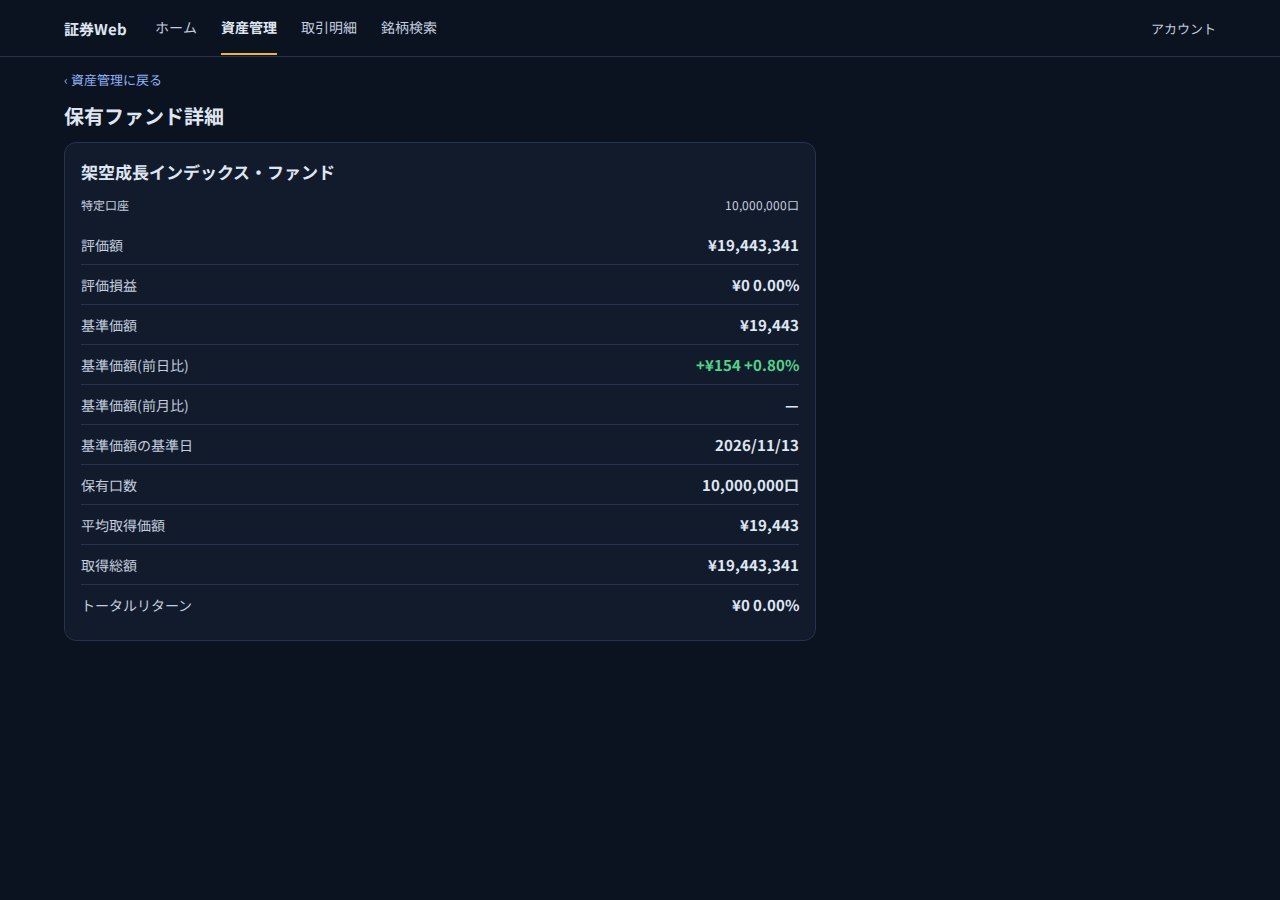 証券Web ホーム 資産管理 取引明細 銘柄検索 アカウント
‹ 資産管理に戻る
保有ファンド詳細
架空成長インデックス・ファンド
特定口座 10,000,000口
評価額 ¥19,443,341
評価損益 ¥0 0.00%
基準価額 ¥19,443
基準価額(前日比) +¥154 +0.80%
基準価額(前月比) —
基準価額の基準日 2026/11/13
保有口数 10,000,000口
平均取得価額 ¥19,443
取得総額 ¥19,443,341
トータルリターン ¥0 0.00%